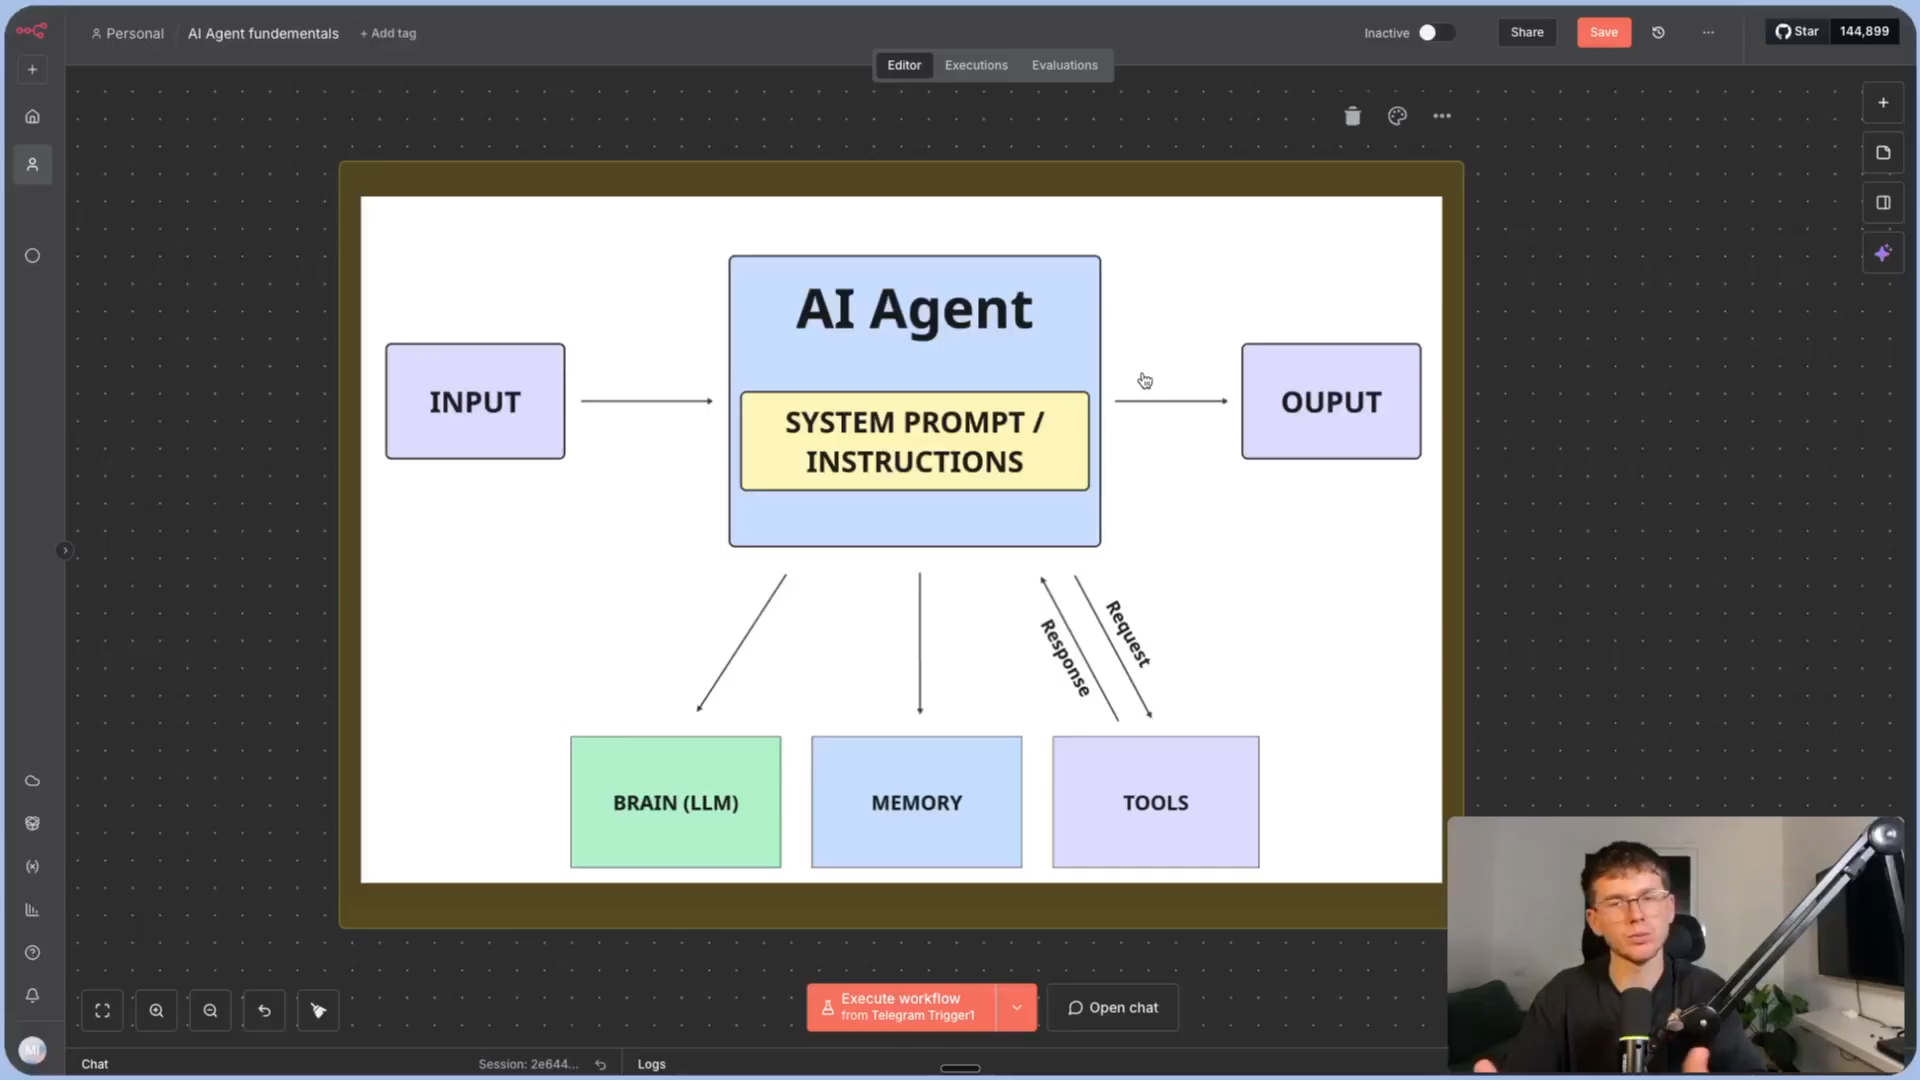 Personal / AI Agent fundementals + Add tag
Inactive
Share
Save
...
Star 144,899
Editor Executions Evaluations
AI Agent
INPUT
SYSTEM PROMPT /
INSTRUCTIONS
OUPUT
Response
Request
BRAIN (LLM)
MEMORY
TOOLS
Execute workflow
from Telegram Trigger1
Open chat
MI
Chat
Session: 2e644...
Logs